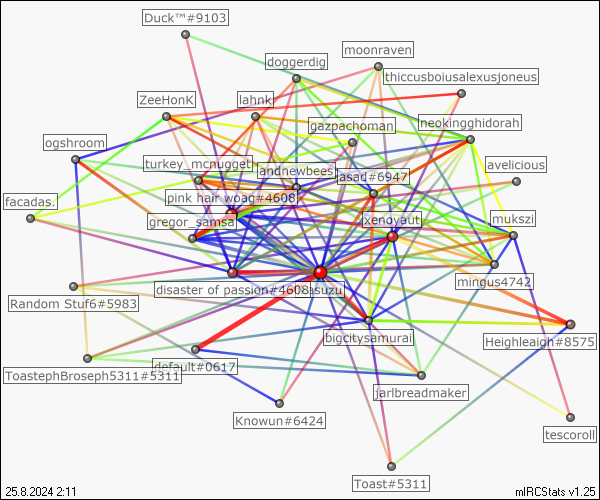 Duck™#9103
moonraven
doggerdig
thiccusboiusalexusjoneus
ZeeHonK
lahnk
neokingghidorah
gazpachoman
ogshroom
turkey_mcnugget
andnewbees
avelicious
asad#6947
pink hair woag#4608
facadas.
gregor_samsa
xenoyaut
mukszi
mingus4742
disaster of passion#4608
suzu
Random Stuf6#5983
bigcitysamurai
Heighleaigh#8575
default#0617
ToastephBroseph5311#5311
jarlbreadmaker
Knowun#6424
tescoroll
Toast#5311
25.8.2024 2:11
mIRCStats v1.25